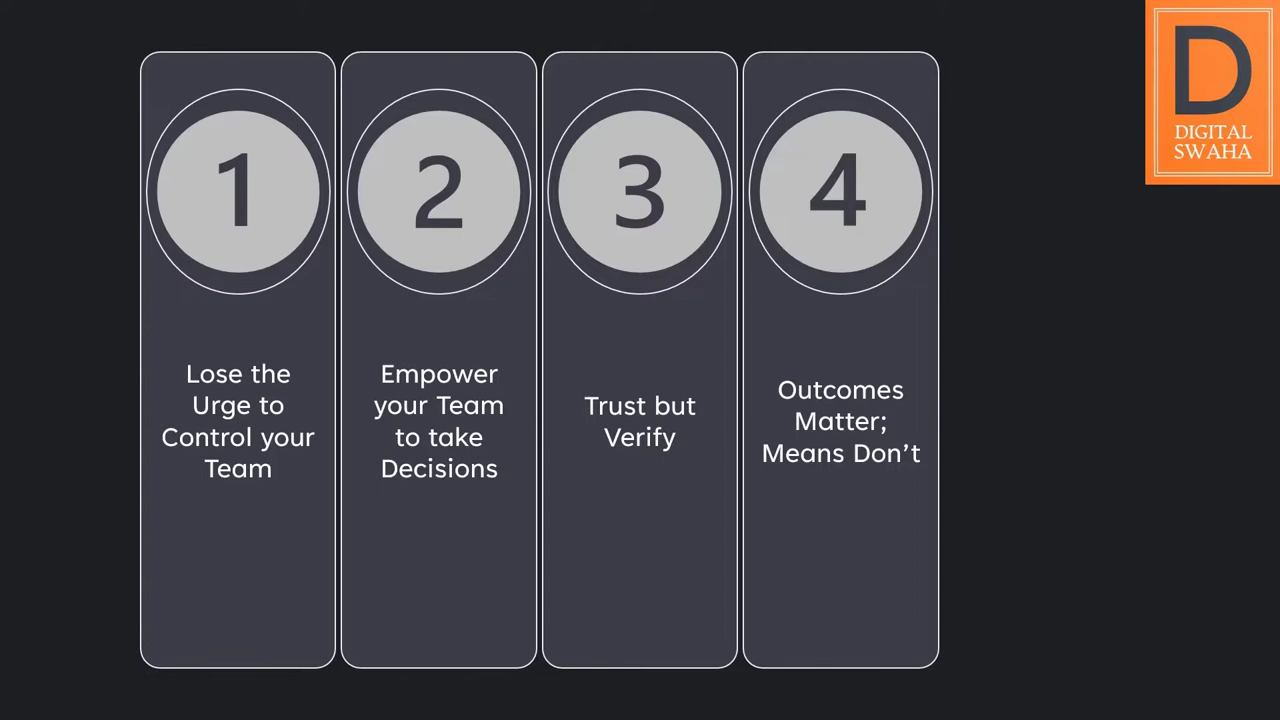 1
Lose the
Urge to
Control your
Team
2
Empower
your Team
to take
Decisions
3
Trust but
Verify
4
Outcomes
Matter;
Means Don’t
D
DIGITAL
SWAHA